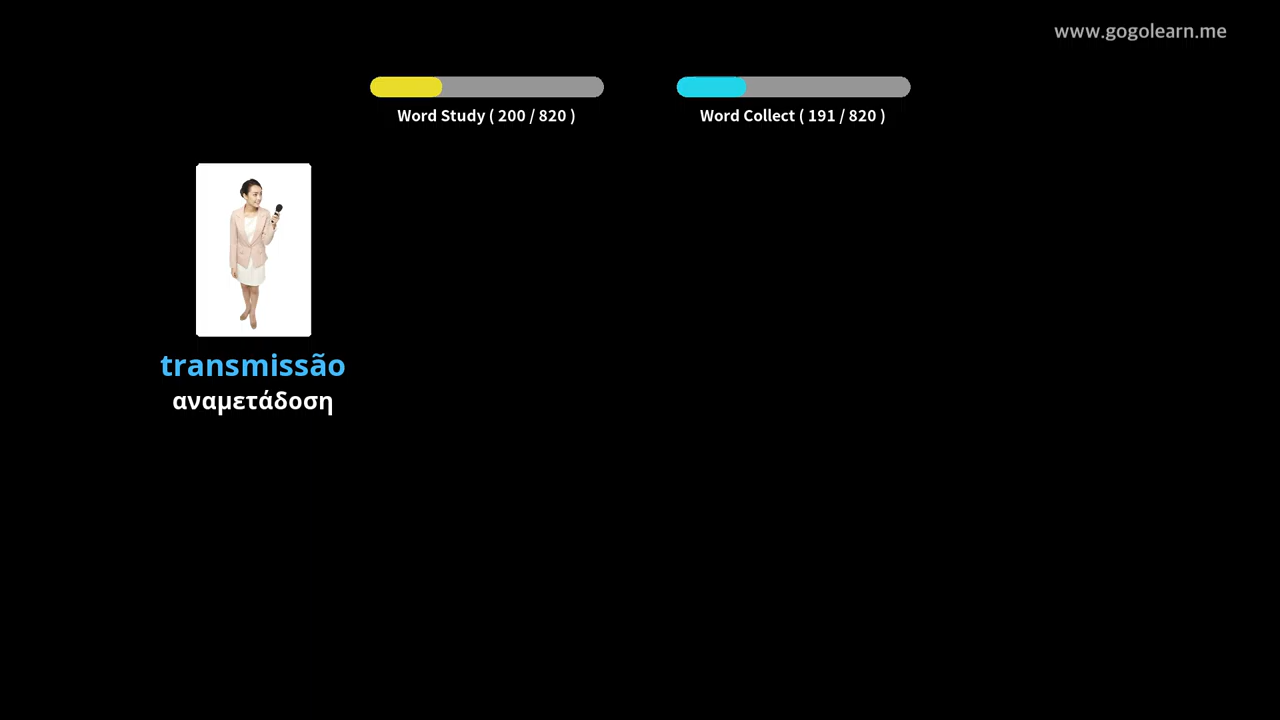 www.gogolearn.me
Word Study ( 200 / 820 )
Word Collect ( 191 / 820 )
transmissão
αναμετάδοση